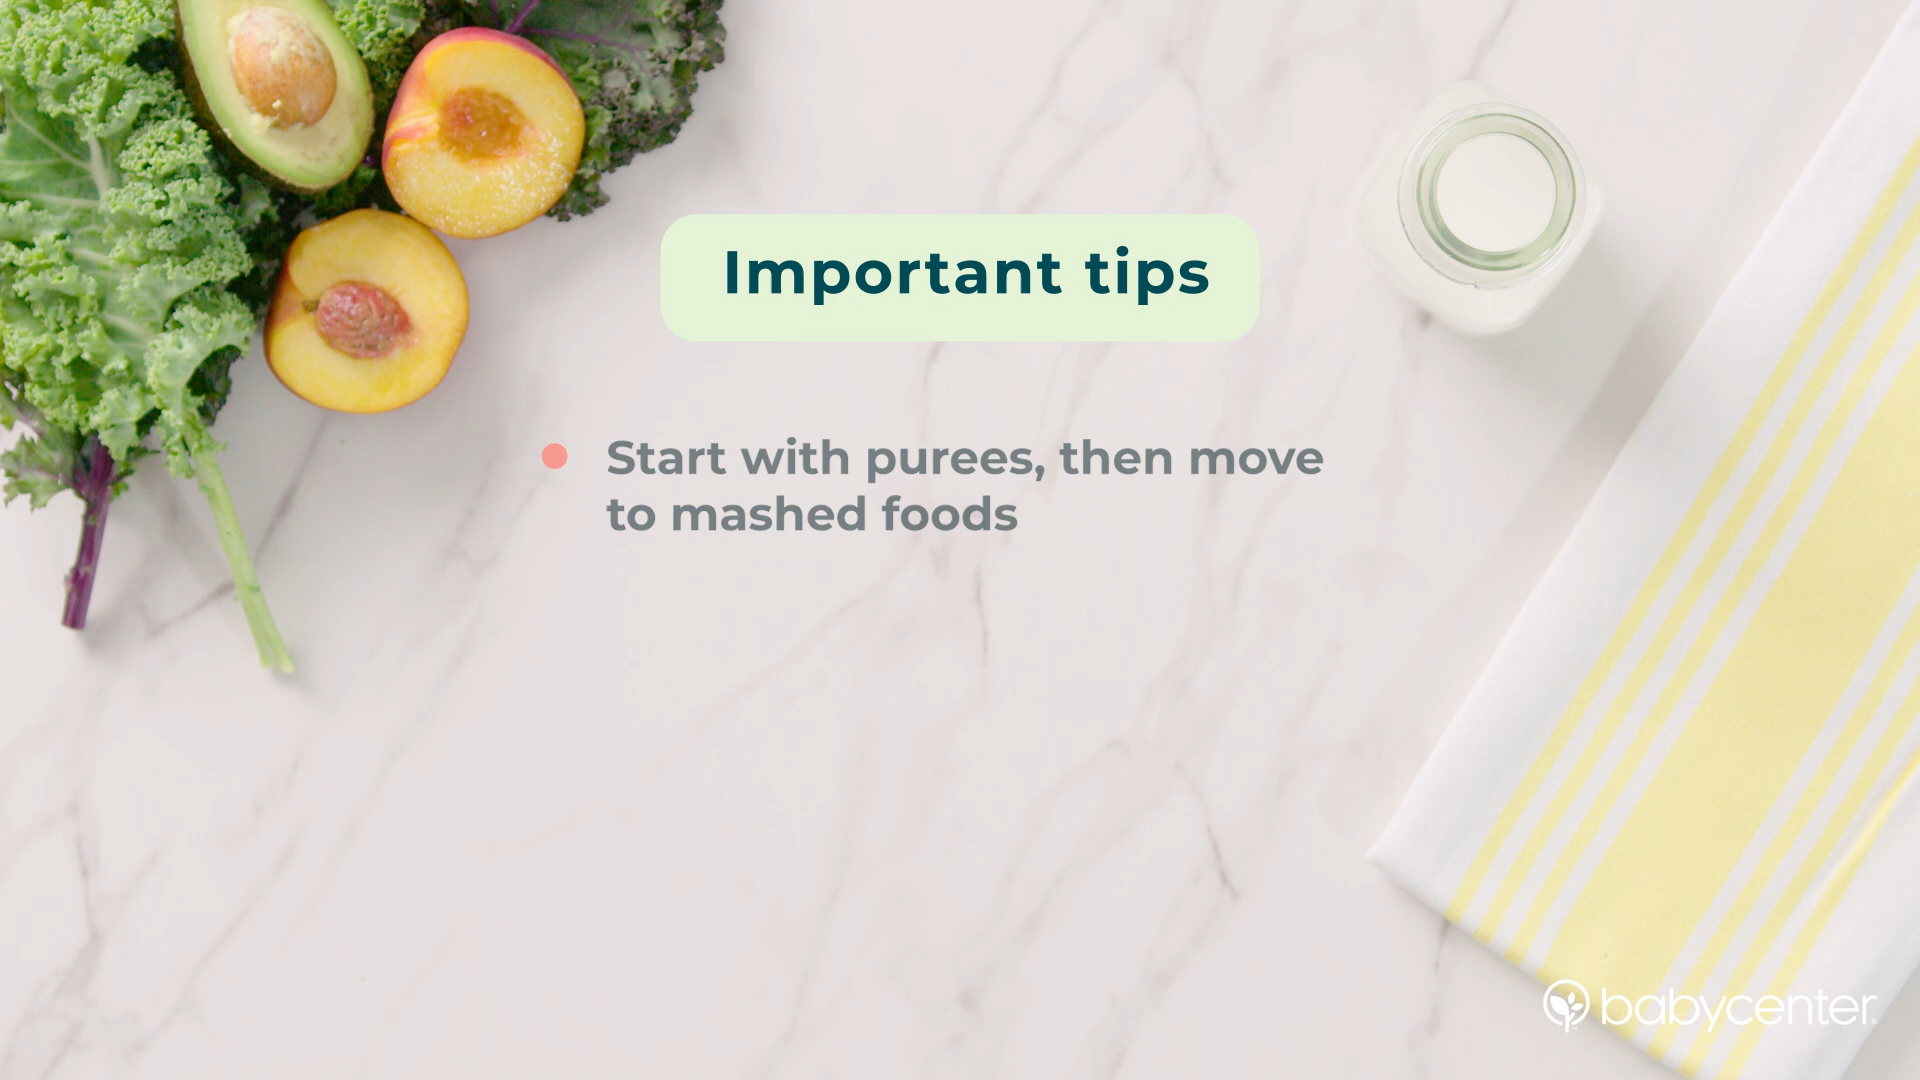 Important tips
Start with purees, then move
to mashed foods
babycenter